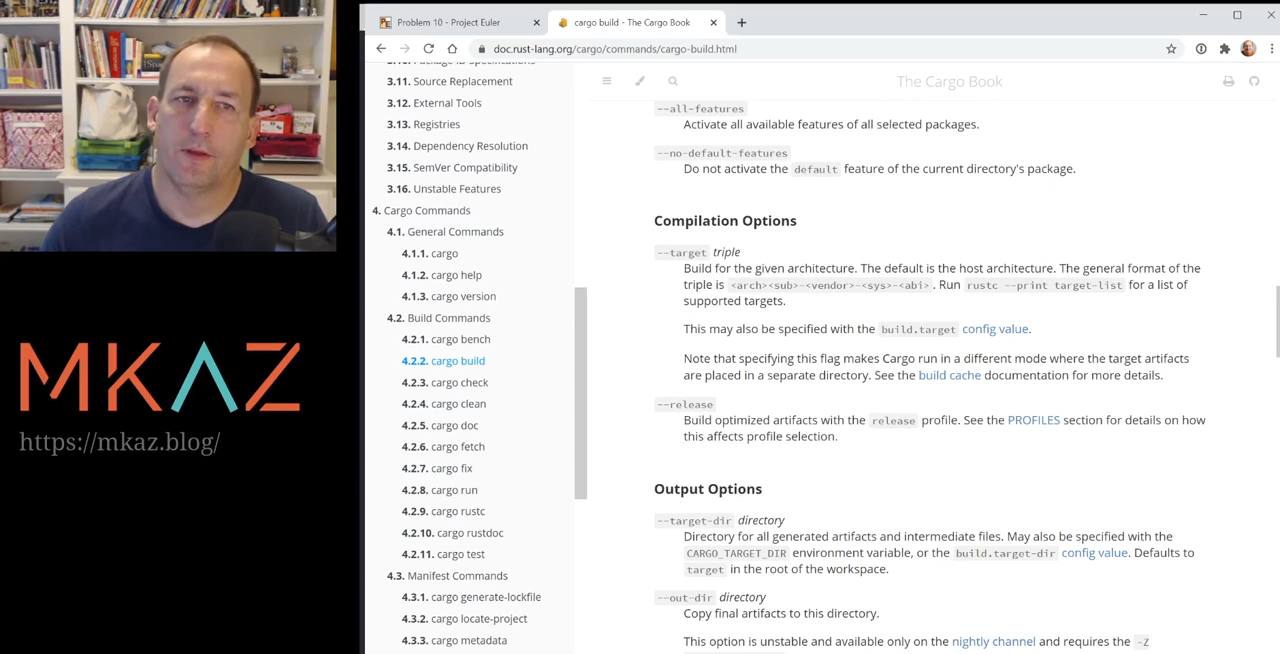 Problem 10 - Project Euler
cargo build - The Cargo Book
doc.rust-lang.org/cargo/commands/cargo-build.html
MKAZ
https://mkaz.blog/
3.11. Source Replacement
3.12. External Tools
3.13. Registries
3.14. Dependency Resolution
3.15. SemVer Compatibility
3.16. Unstable Features
4. Cargo Commands
4.1. General Commands
4.1.1. cargo
4.1.2. cargo help
4.1.3. cargo version
4.2. Build Commands
4.2.1. cargo bench
4.2.2. cargo build
4.2.3. cargo check
4.2.4. cargo clean
4.2.5. cargo doc
4.2.6. cargo fetch
4.2.7. cargo fix
4.2.8. cargo run
4.2.9. cargo rustc
4.2.10. cargo rustdoc
4.2.11. cargo test
4.3. Manifest Commands
4.3.1. cargo generate-lockfile
4.3.2. cargo locate-project
4.3.3. cargo metadata
The Cargo Book
--all-features
Activate all available features of all selected packages.
--no-default-features
Do not activate the default feature of the current directory's package.
Compilation Options
--target triple
Build for the given architecture. The default is the host architecture. The general format of the
triple is <arch><sub>-<vendor>-<sys>-<abi>. Run rustc --print target-list for a list of
supported targets.
This may also be specified with the build.target config value.
Note that specifying this flag makes Cargo run in a different mode where the target artifacts
are placed in a separate directory. See the build cache documentation for more details.
--release
Build optimized artifacts with the release profile. See the PROFILES section for details on how
this affects profile selection.
Output Options
--target-dir directory
Directory for all generated artifacts and intermediate files. May also be specified with the
CARGO_TARGET_DIR environment variable, or the build.target-dir config value. Defaults to
target in the root of the workspace.
--out-dir directory
Copy final artifacts to this directory.
This option is unstable and available only on the nightly channel and requires the -Z